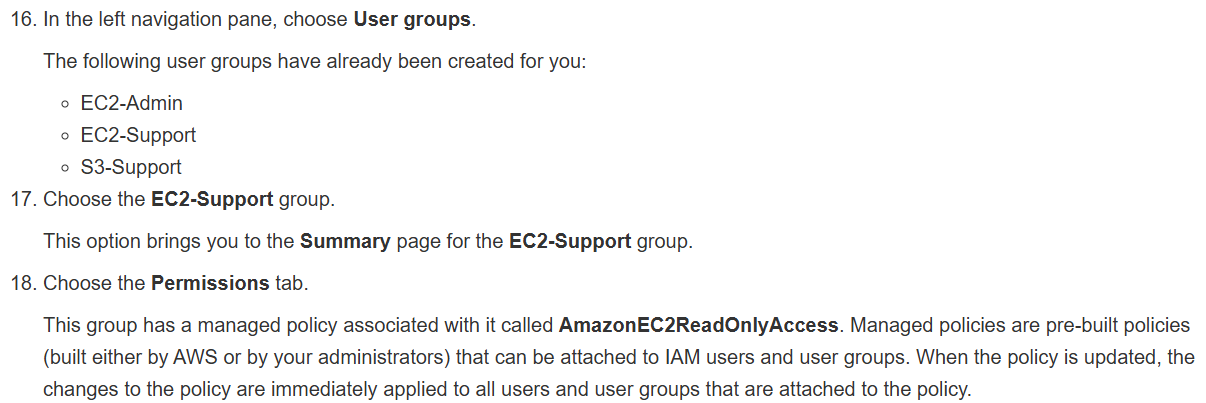 16. In the left navigation pane, choose User groups.
The following user groups have already been created for you:
◦ EC2-Admin
◦ EC2-Support
◦ S3-Support
17. Choose the EC2-Support group.
This option brings you to the Summary page for the EC2-Support group.
18. Choose the Permissions tab.
This group has a managed policy associated with it called AmazonEC2ReadOnlyAccess. Managed policies are pre-built policies
(built either by AWS or by your administrators) that can be attached to IAM users and user groups. When the policy is updated, the
changes to the policy are immediately applied to all users and user groups that are attached to the policy.